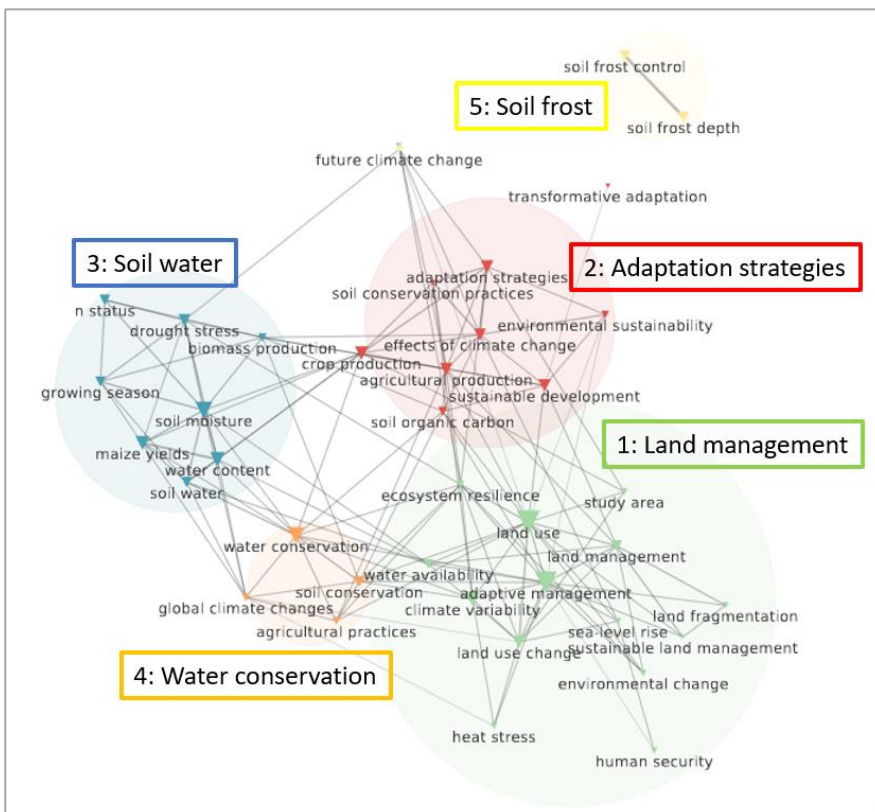 soil frost control
5: Soil frost
soil frost depth
future climate change
transformative adaptation
3: Soil water
2: Adaptation strategies
adaptation strategies
soil conservation practices
n status
drought stress
environmental sustainability
biomass production
effects of climate change
crop production
agricultural production
growing season
sustainable development
soil moisture
soil organic carbon
1: Land management
maize yields
water content
soil water
ecosystem resilience
study area
land use
water conservation
land management
water availability
soil conservation
adaptive management
global climate changes
climate variability
land fragmentation
agricultural practices
sea-level rise
land use change
sustainable land management
4: Water conservation
environmental change
heat stress
human security